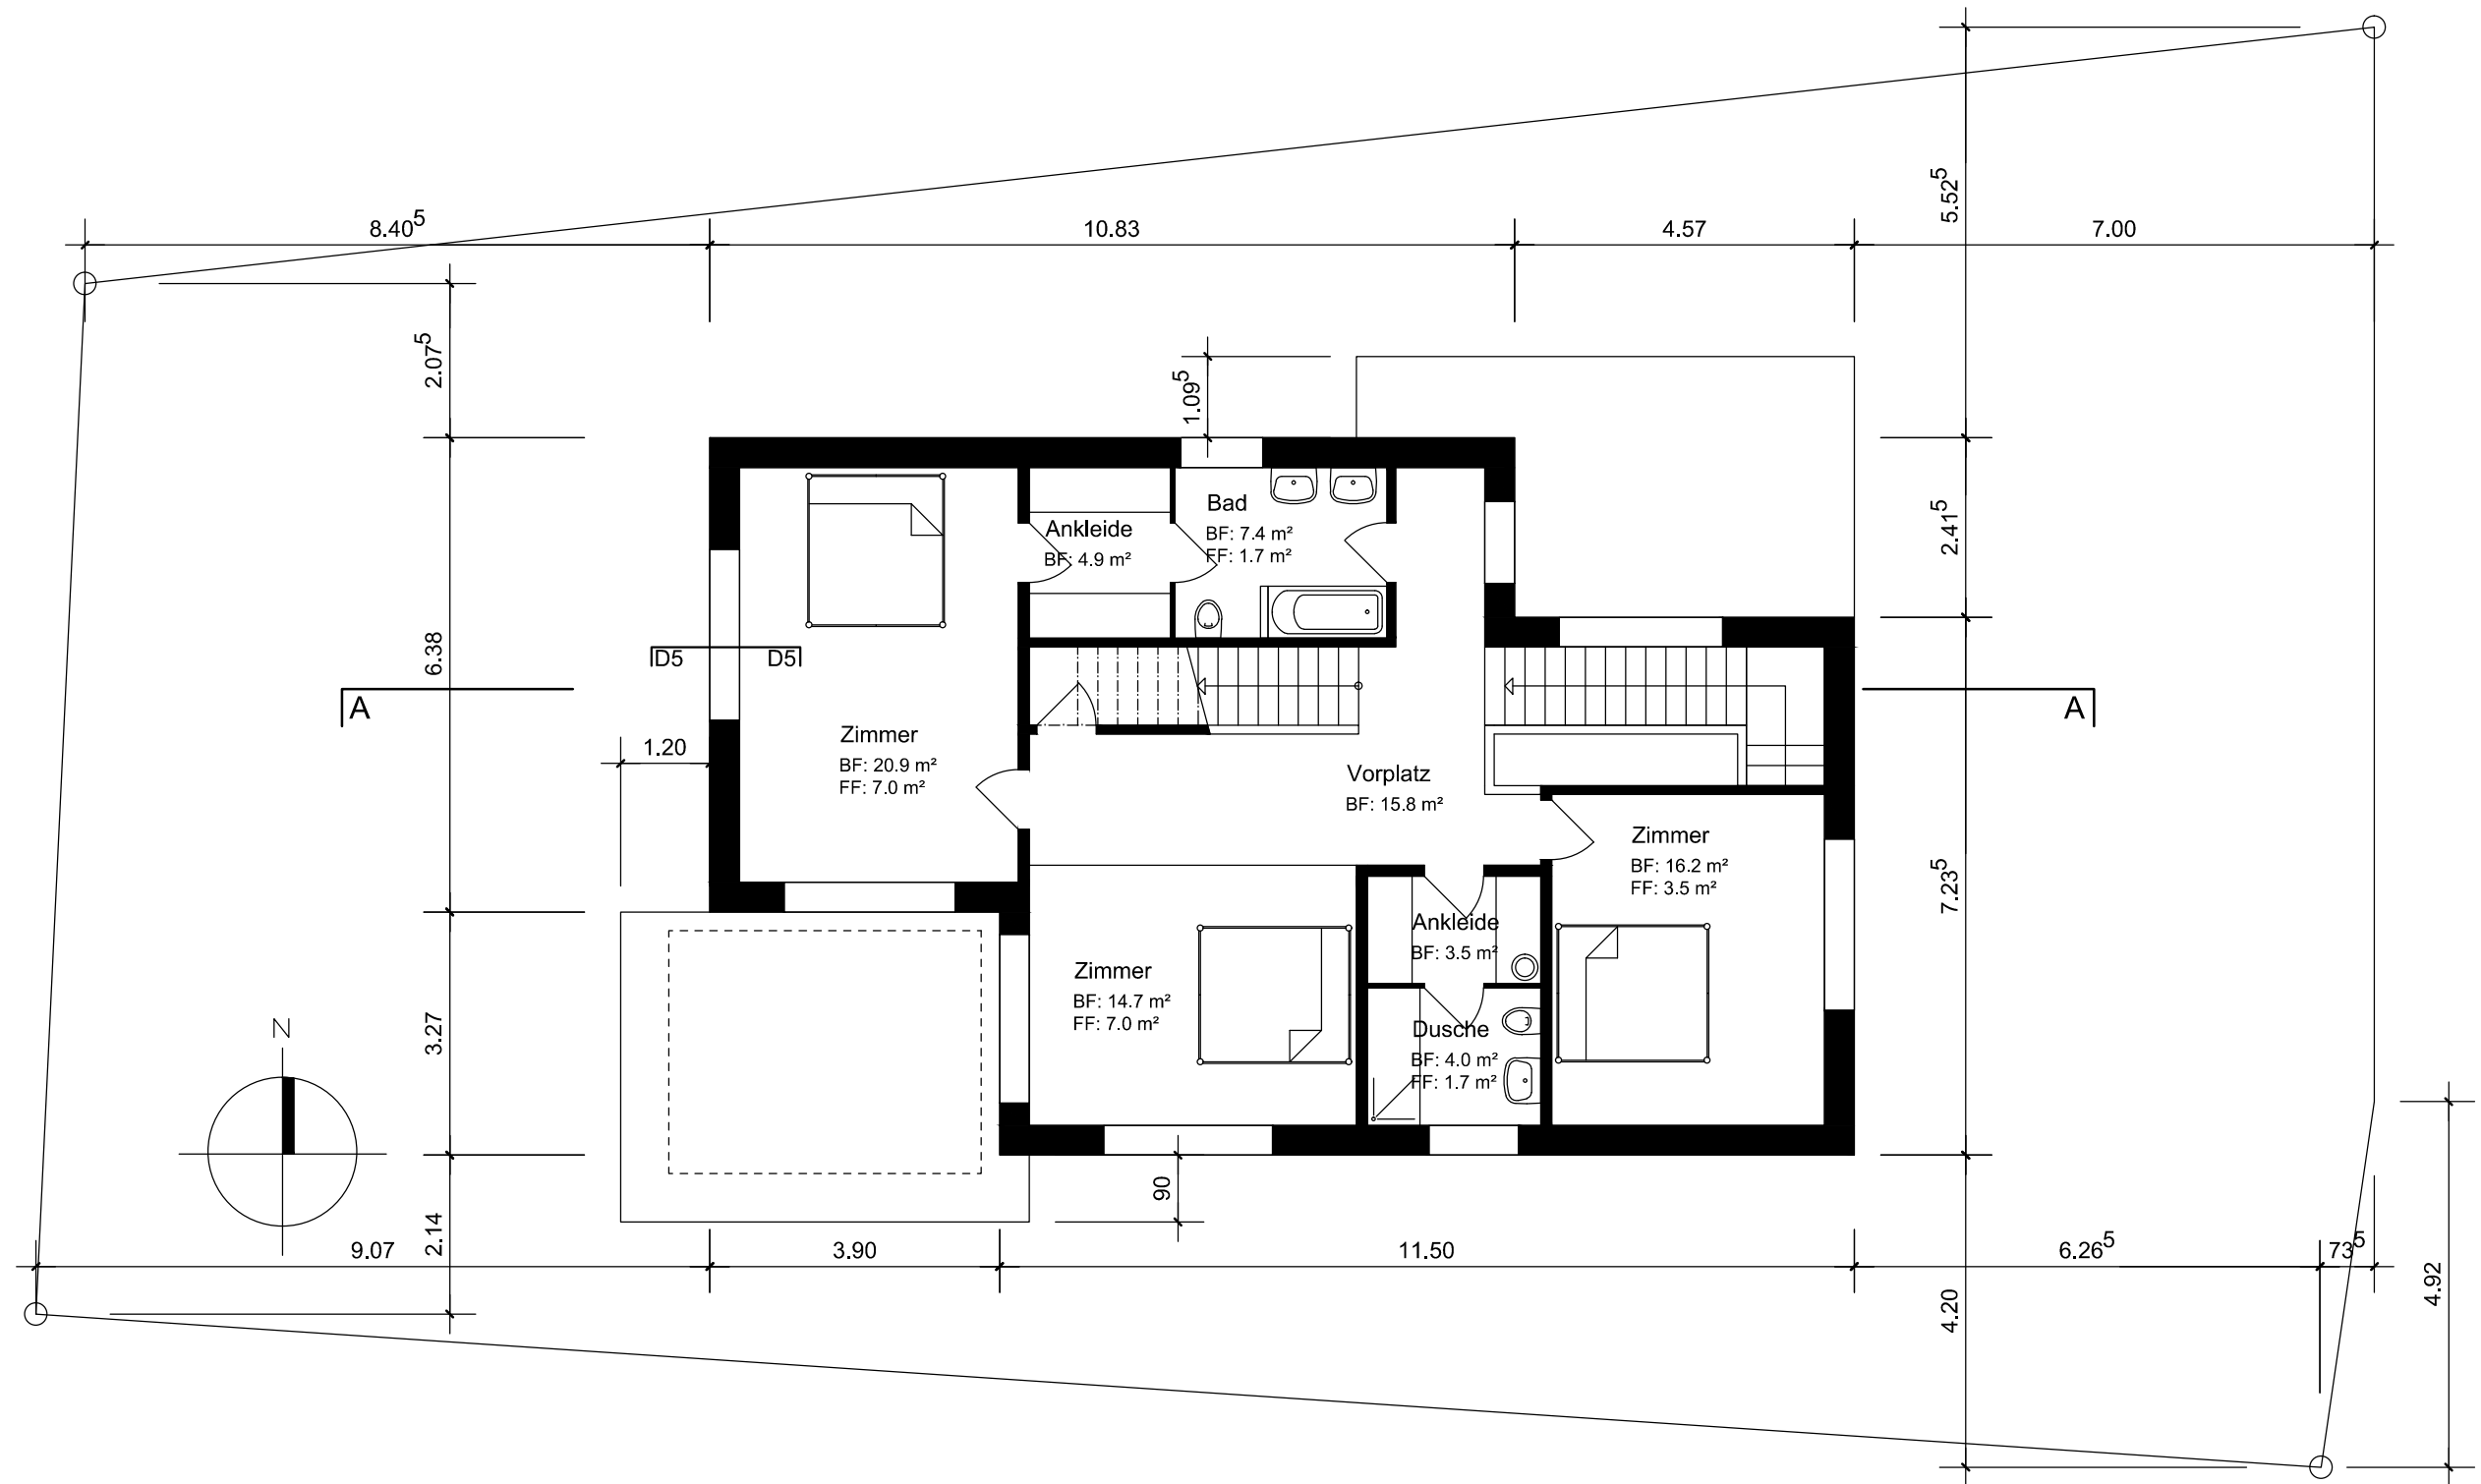 5.52⁵
8.40⁵
10.83
4.57
7.00
2.07⁵
1.09⁵
2.41⁵
Bad
BF: 7.4 m²
FF: 1.7 m²
Ankleide
BF: 4.9 m²
6.38
D5
D5
A
A
1.20
Zimmer
BF: 20.9 m²
FF: 7.0 m²
Vorplatz
BF: 15.8 m²
Zimmer
BF: 16.2 m²
FF: 3.5 m²
7.23⁵
Ankleide
BF: 3.5 m²
Zimmer
BF: 14.7 m²
FF: 7.0 m²
Dusche
BF: 4.0 m²
FF: 1.7 m²
N
3.27
90
2.14
9.07
3.90
11.50
6.26⁵
73⁵
4.20
4.92